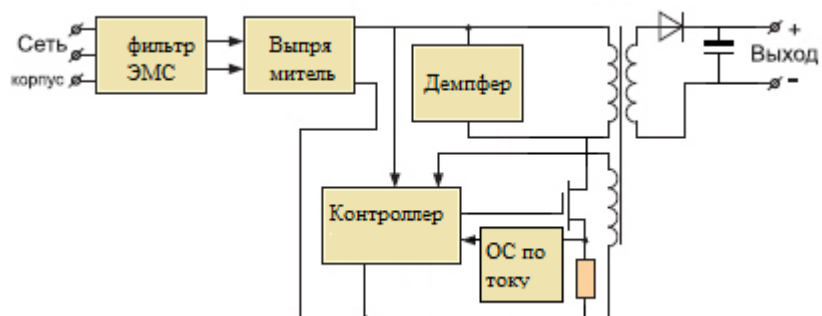 Сеть
корпус
фильтр
ЭМС
Выпря
митель
Демпфер
+
Выход
-
Контроллер
ОС по
току